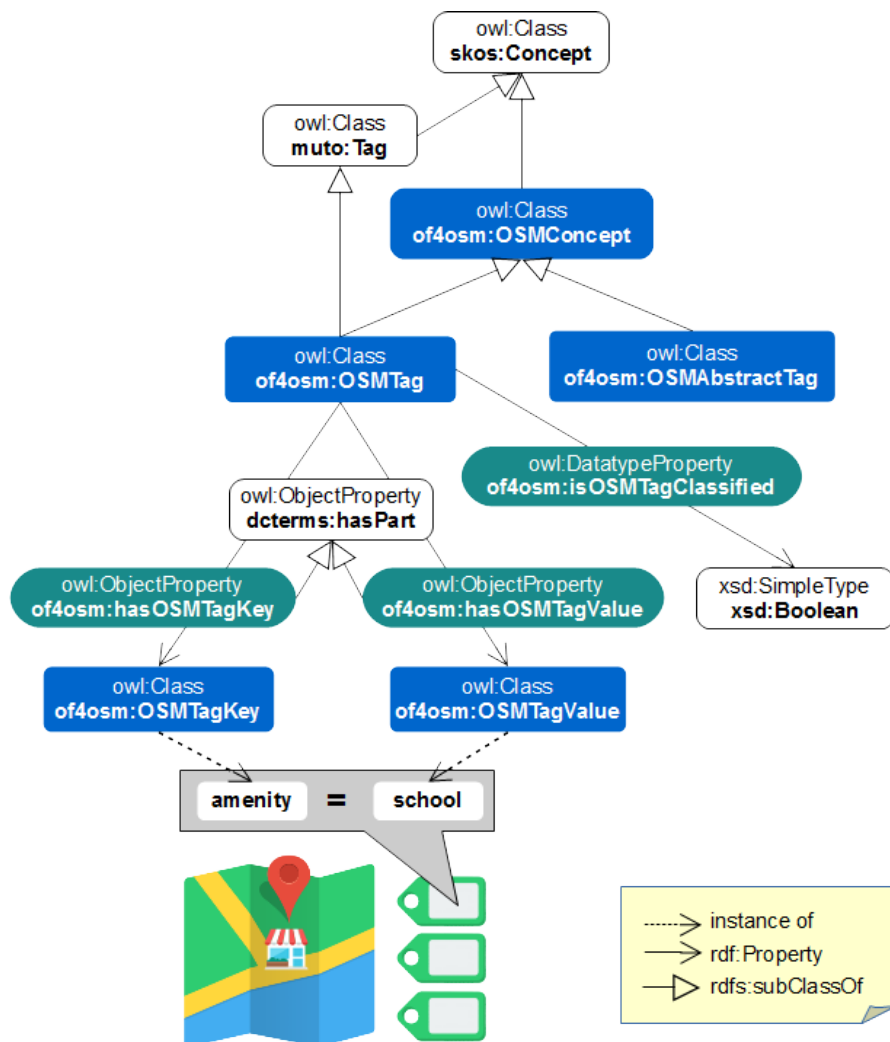 owl:Class
skos:Concept
owl:Class
muto:Tag
owl:Class
of4osm:OSMConcept
owl:Class
of4osm:OSMTag
owl:Class
of4osm:OSMAbstractTag
owl:DatatypeProperty
of4osm:isOSMTagClassified
owl:ObjectProperty
dcterms:hasPart
owl:ObjectProperty
of4osm:hasOSMTagKey
owl:ObjectProperty
of4osm:hasOSMTagValue
xsd:SimpleType
xsd:Boolean
owl:Class
of4osm:OSMTagKey
owl:Class
of4osm:OSMTagValue
amenity = school
instance of
rdf:Property
rdfs:subClassOf